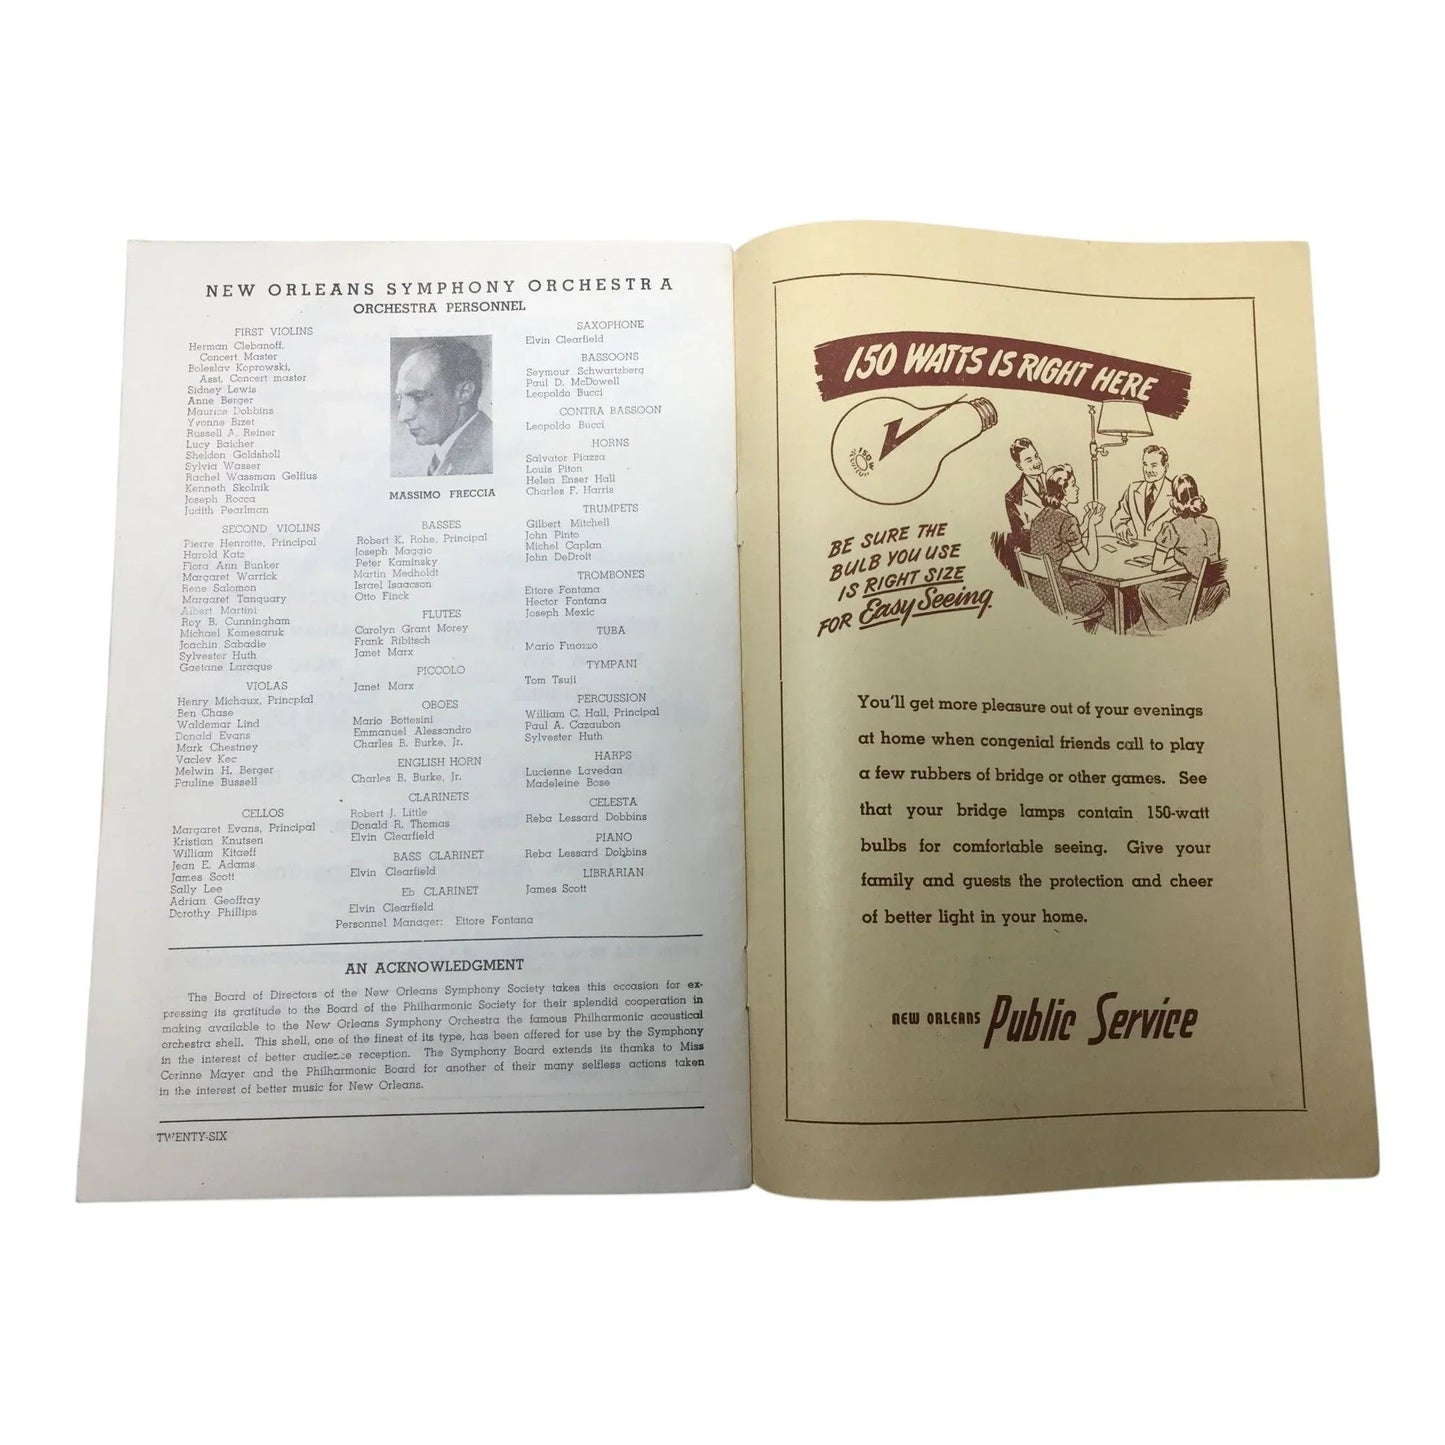 NEW ORLEANS SYMPHONY ORCHESTRA
ORCHESTRA PERSONNEL
FIRST VIOLINS
Herman Clebanoff,
Concert Master
Boleslav Koprowski,
Asst. Concert master
Sidney Lewis
Anne Berger
Maurice Dobbins
Yvonne Bizet
Russell A. Reiner
Lucy Balcher
Sheldon Goldsholl
Sylvia Wasser
Rachel Wassman Gelfius
Kenneth Skolnik
Joseph Rocca
Judith Pearlman
SECOND VIOLINS
Pierre Henrotte, Principal
Harold Katz
Flora Ann Bunker
Margaret Warrick
Rene Salomon
Margaret Tanquary
Albert Martini
Roy B. Cunningham
Michael Komesaruk
Joachin Sabadie
Sylvester Huth
Gaetane Laraque
VIOLAS
Henry Michaux, Princpial
Ben Chase
Waldemar Lind
Donald Evans
Mark Chestney
Vaclev Kec
Melwin H. Berger
Pauline Bussell
CELLOS
Margaret Evans, Principal
Kristian Knutsen
William Kitaeff
Jean E. Adams
James Scott
Sally Lee
Adrian Geoffray
Dorothy Phillips
MASSIMO FRECCIA
BASSES
Robert K. Rohe, Principal
Joseph Maggio
Peter Kaminsky
Martin Medholdt
Israel Isaacson
Otto Finck
FLUTES
Carolyn Grant Morey
Frank Ribitsch
Janet Marx
PICCOLO
Janet Marx
OBOES
Mario Bottesini
Emmanuel Alessandro
Charles B. Burke, Jr.
ENGLISH HORN
Charles B. Burke, Jr.
CLARINETS
Robert J. Little
Donald R. Thomas
Elvin Clearfield
BASS CLARINET
Elvin Clearfield
Eb CLARINET
Elvin Clearfield
SAXOPHONE
Elvin Clearfield
BASSOONS
Seymour Schwartzberg
Paul D. McDowell
Leopoldo Bucci
CONTRA BASSOON
Leopoldo Bucci
HORNS
Salvator Piazza
Louis Piton
Helen Enser Hall
Charles F. Harris
TRUMPETS
Gilbert Mitchell
John Pinto
Michel Caplan
John DeDroit
TROMBONES
Ettore Fontana
Hector Fontana
Joseph Mexic
TUBA
Mario Finazzo
TYMPANI
Tom Tsuji
PERCUSSION
William C. Hall, Principal
Paul A. Cazaubon
Sylvester Huth
HARPS
Lucienne Lavedan
Madeleine Bose
CELESTA
Reba Lessard Dobbins
PIANO
Reba Lessard Dobbins
LIBRARIAN
James Scott
Personnel Manager: Ettore Fontana
AN ACKNOWLEDGMENT
The Board of Directors of the New Orleans Symphony Society takes this occasion for ex-
pressing its gratitude to the Board of the Philharmonic Society for their splendid cooperation in
making available to the New Orleans Symphony Orchestra the famous Philharmonic acoustical
orchestra shell. This shell, one of the finest of its type, has been offered for use by the Symphony
in the interest of better audience reception. The Symphony Board extends its thanks to Miss
Corinne Mayer and the Philharmonic Board for another of their many selfless actions taken
in the interest of better music for New Orleans.
TWENTY-SIX
150 WATTS IS RIGHT HERE
150 W
BE SURE THE
BULB YOU USE
IS RIGHT SIZE
FOR Easy Seeing.
You'll get more pleasure out of your evenings
at home when congenial friends call to play
a few rubbers of bridge or other games. See
that your bridge lamps contain 150-watt
bulbs for comfortable seeing. Give your
family and guests the protection and cheer
of better light in your home.
NEW ORLEANS Public Service